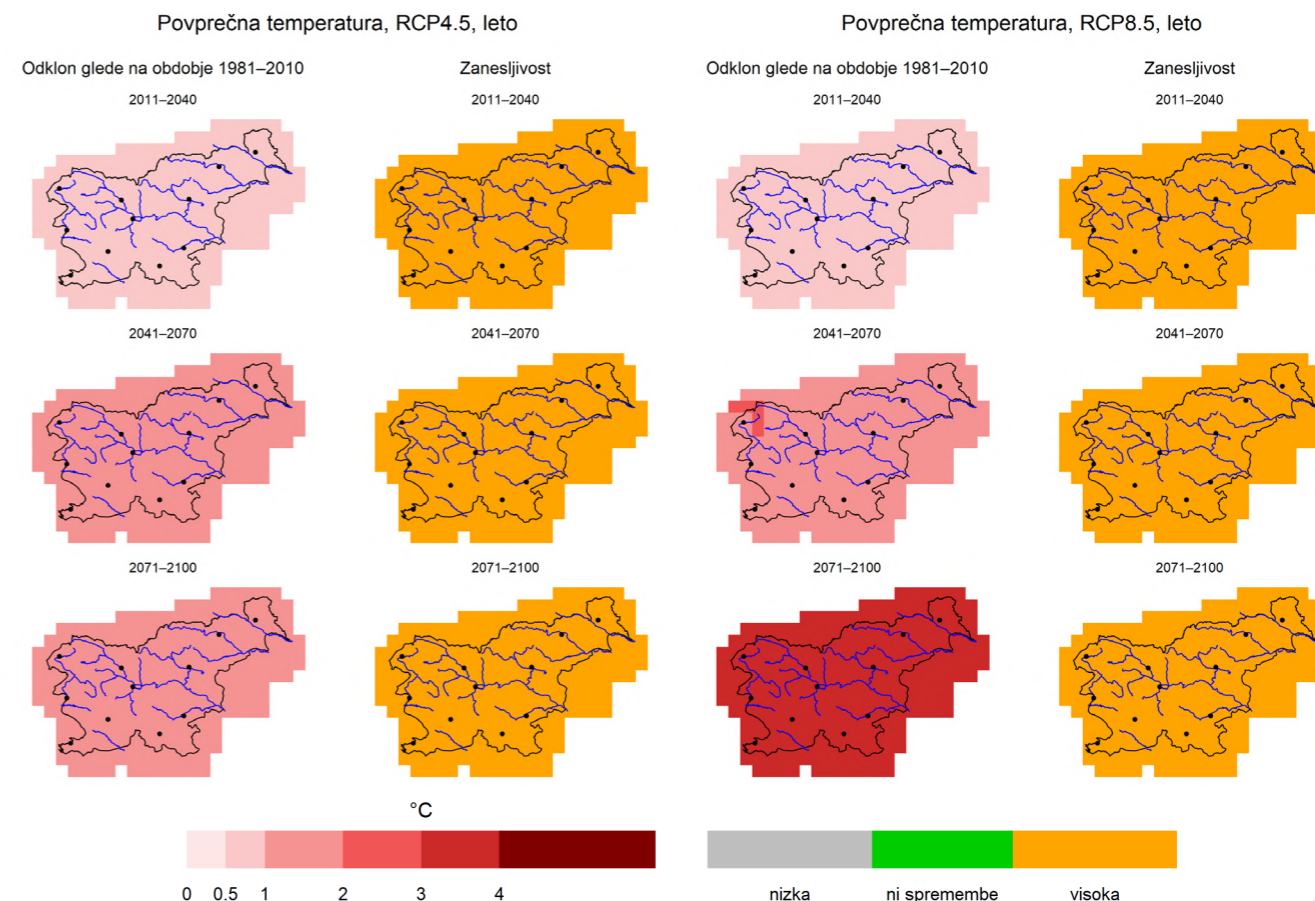 Povprečna temperatura, RCP4.5, leto
Povprečna temperatura, RCP8.5, leto
Odklon glede na obdobje 1981–2010
Zanesljivost
Odklon glede na obdobje 1981–2010
Zanesljivost
2011–2040
2011–2040
2011–2040
2011–2040
2041–2070
2041–2070
2041–2070
2041–2070
2071–2100
2071–2100
2071–2100
2071–2100
°C
0 0.5 1 2 3 4
nizka ni spremembe visoka